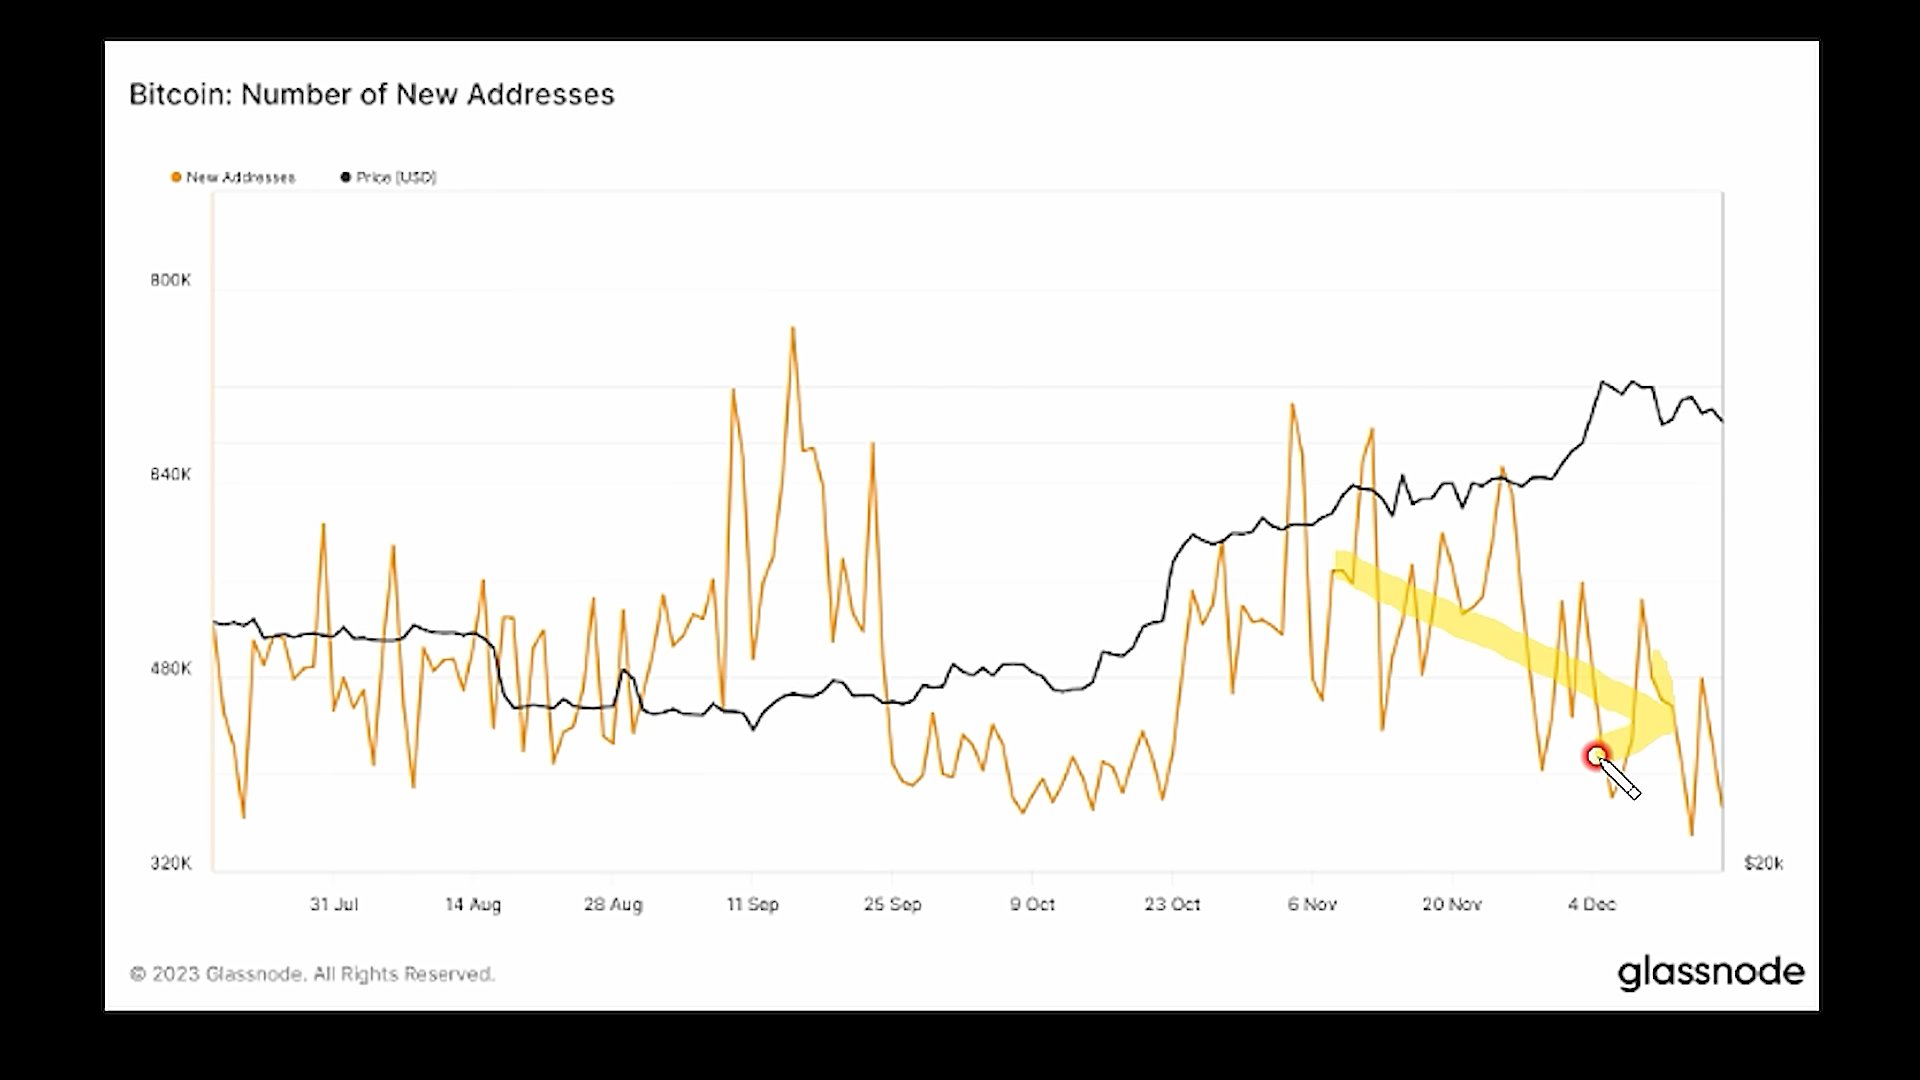 Bitcoin: Number of New Addresses
New Addresses Price [USD]
800K
640K
480K
320K $20k
31 Jul 14 Aug 28 Aug 11 Sep 25 Sep 9 Oct 23 Oct 6 Nov 20 Nov 4 Dec
© 2023 Glassnode. All Rights Reserved. glassnode